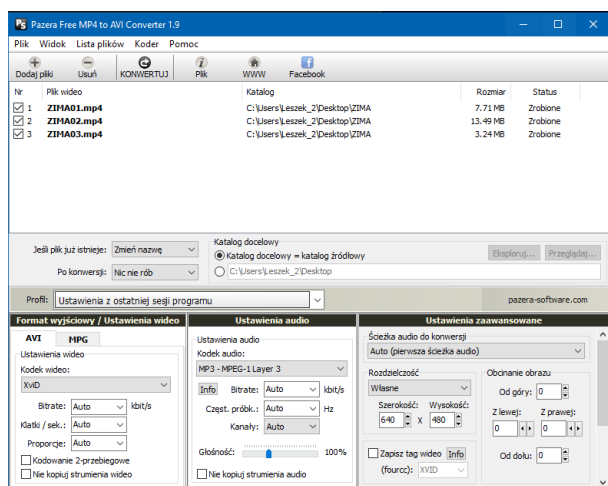 Pazera Free MP4 to AVI Converter 1.9
Plik Widok Lista plików Koder Pomoc
Dodaj pliki Usuń KONWERTUJ Plik WWW Facebook
Nr Plik wideo Katalog Rozmiar Status
1 ZIMA01.mp4 C:\Users\Leszek_2\Desktop\ZIMA 7.71 MB Zrobione
2 ZIMA02.mp4 C:\Users\Leszek_2\Desktop\ZIMA 13.49 MB Zrobione
3 ZIMA03.mp4 C:\Users\Leszek_2\Desktop\ZIMA 3.24 MB Zrobione
Jeśli plik już istnieje: Zmień nazwę
Po konwersji: Nic nie rób
Katalog docelowy
Katalog docelowy = katalog źródłowy
Eksploruj... Przeglądaj...
C:\Users\Leszek_2\Desktop
Profil: Ustawienia z ostatniej sesji programu pazera-software.com
Format wyjściowy / Ustawienia wideo
AVI MPG
Ustawienia wideo
Kodek wideo:
XviD
Bitrate: Auto kbit/s
Klatki / sek.: Auto
Proporcje: Auto
Kodowanie 2-przebiegowe
Nie kopiuj strumienia wideo
Ustawienia audio
Ustawienia audio
Kodek audio:
MP3 - MPEG-1 Layer 3
Info Bitrate: Auto kbit/s
Częst. próbk.: Auto Hz
Kanały: Auto
Głośność: 100%
Nie kopiuj strumienia audio
Ustawienia zaawansowane
Ścieżka audio do konwersji
Auto (pierwsza ścieżka audio)
Rozdzielczość
Własne
Szerokość: Wysokość:
640 X 480
Zapisz tag wideo Info
(fourcc): XVID
Obcinanie obrazu
Od góry: 0
Z lewej: Z prawej:
0 0
Od dołu: 0